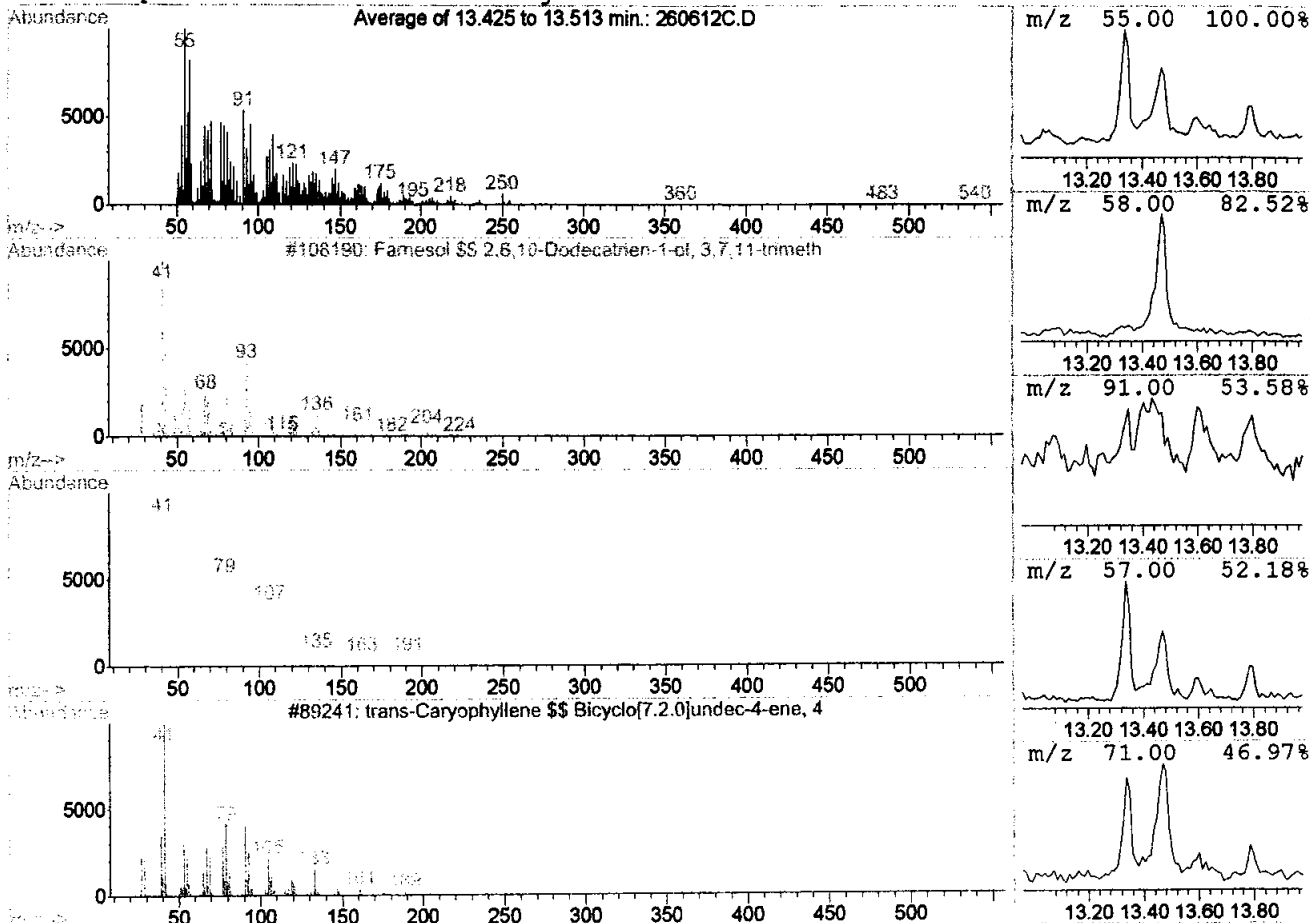 Abundance
Average of 13.425 to 13.513 min.: 260612C.D
55
91
5000
121
147
175
195
218
250
360
483
540
0
m/z-->
50 100 150 200 250 300 350 400 450 500
Abundance
#108190: Farnesol $$ 2,6,10-Dodecatrien-1-ol, 3,7,11-trimeth
41
93
5000
68
136
115
161
182
204
224
0
m/z-->
50 100 150 200 250 300 350 400 450 500
Abundance
41
79
5000
107
135
163
191
0
m/z-->
50 100 150 200 250 300 350 400 450 500
Abundance
#89241: trans-Caryophyllene $$ Bicyclo[7.2.0]undec-4-ene, 4
41
5000
79
105
133
161
189
0
50 100 150 200 250 300 350 400 450 500
m/z 55.00 100.00%
13.20 13.40 13.60 13.80
m/z 58.00 82.52%
13.20 13.40 13.60 13.80
m/z 91.00 53.58%
13.20 13.40 13.60 13.80
m/z 57.00 52.18%
13.20 13.40 13.60 13.80
m/z 71.00 46.97%
13.20 13.40 13.60 13.80